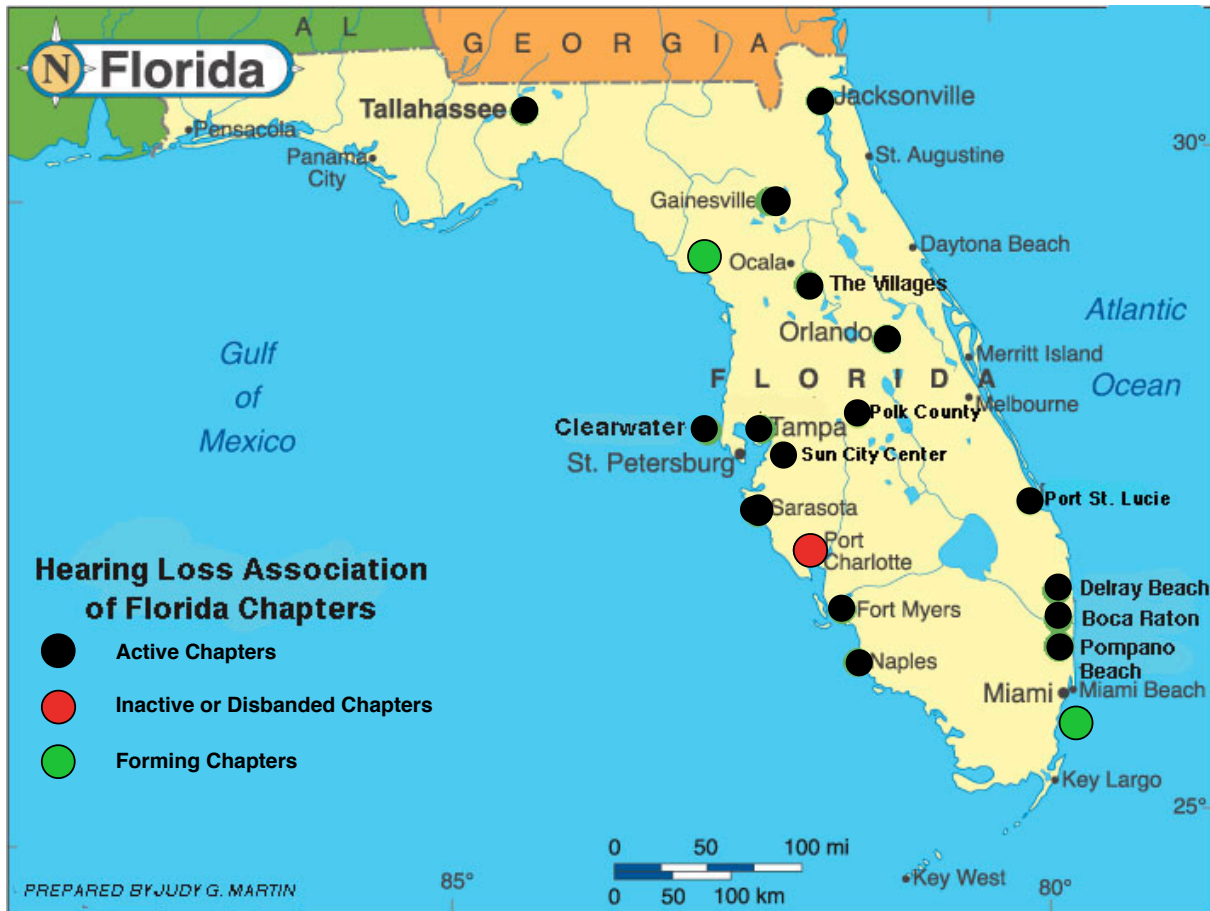 A L
G E O R G I A
N
Florida
Tallahassee
Jacksonville
Pensacola
Panama
City
St. Augustine
30°
Gainesville
Daytona Beach
Ocala
The Villages
Orlando
Atlantic
Ocean
Gulf
of
Mexico
Merritt Island
F L O R I D A
Melbourne
Polk County
Clearwater
Tampa
St. Petersburg
Sun City Center
Port St. Lucie
Sarasota
Port
Charlotte
Hearing Loss Association
of Florida Chapters
Active Chapters
Inactive or Disbanded Chapters
Forming Chapters
Delray Beach
Boca Raton
Pompano
Beach
Fort Myers
Naples
Miami
Miami Beach
Key Largo
25°
0 50 100 mi
0 50 100 km
Key West
85°
80°
PREPARED BY JUDY G. MARTIN